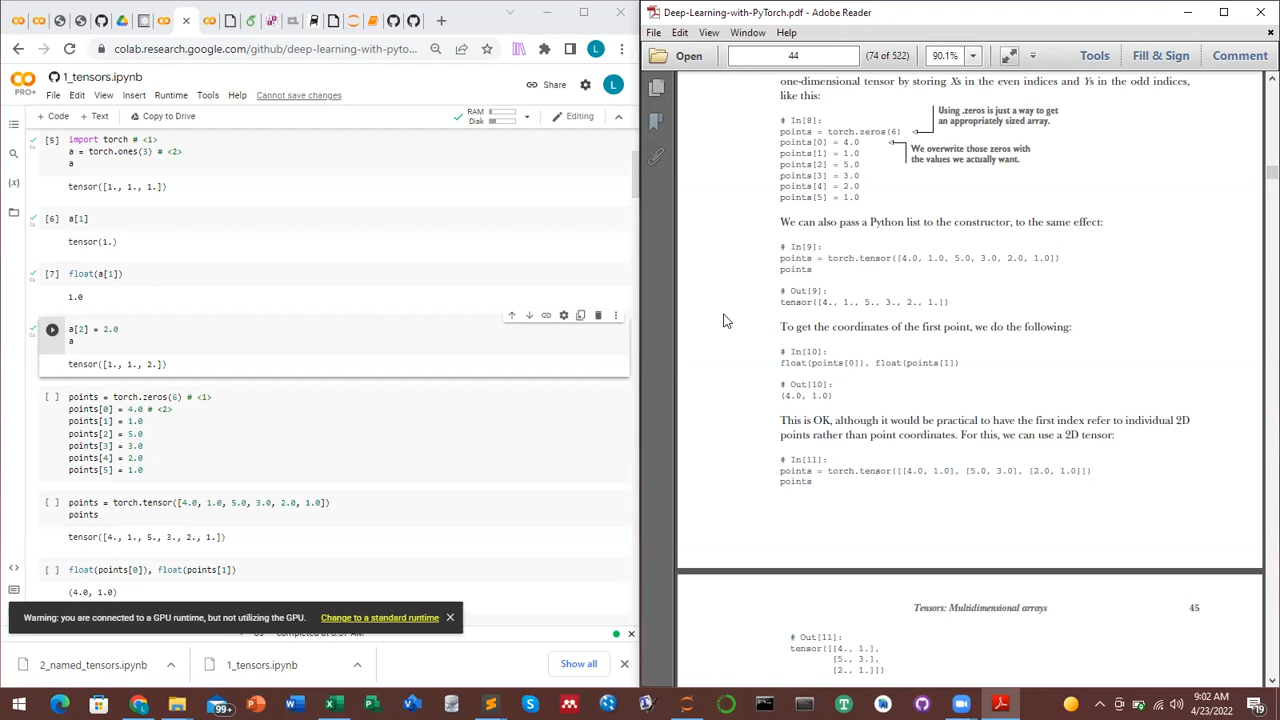 Deep-Learning-with-PyTorch.pdf - Adobe Reader
colab.research.google.com/github/deep-learning-with-pyto...
L
File Edit View Window Help
Open
44
(74 of 522)
90.1%
Tools
Fill & Sign
Comment
CO
PRO+
1_tensors.ipynb
File Edit View Insert Runtime Tools Help Cannot save changes
Share
L
+ Code + Text Copy to Drive
RAM
Disk
Editing
[5] import torch # <1>
a = torch.ones(3) # <2>
a
tensor([1., 1., 1.])
[6] a[1]
tensor(1.)
[7] float(a[1])
1.0
a[2] = 2.0
a
tensor([1., 1., 2.])
[ ] points = torch.zeros(6) # <1>
points[0] = 4.0 # <2>
points[1] = 1.0
points[2] = 5.0
points[3] = 3.0
points[4] = 2.0
points[5] = 1.0
[ ] points = torch.tensor([4.0, 1.0, 5.0, 3.0, 2.0, 1.0])
points
tensor([4., 1., 5., 3., 2., 1.])
[ ] float(points[0]), float(points[1])
(4.0, 1.0)
Warning: you are connected to a GPU runtime, but not utilizing the GPU. Change to a standard runtime
2_named_tensors.ipynb
1_tensors.ipynb
Show all
one-dimensional tensor by storing Xs in the even indices and Ys in the odd indices,
like this:
Using .zeros is just a way to get
an appropriately sized array.
# In[8]:
points = torch.zeros(6)
points[0] = 4.0
points[1] = 1.0
points[2] = 5.0
points[3] = 3.0
points[4] = 2.0
points[5] = 1.0
We overwrite those zeros with
the values we actually want.
We can also pass a Python list to the constructor, to the same effect:
# In[9]:
points = torch.tensor([4.0, 1.0, 5.0, 3.0, 2.0, 1.0])
points
# Out[9]:
tensor([4., 1., 5., 3., 2., 1.])
To get the coordinates of the first point, we do the following:
# In[10]:
float(points[0]), float(points[1])
# Out[10]:
(4.0, 1.0)
This is OK, although it would be practical to have the first index refer to individual 2D
points rather than point coordinates. For this, we can use a 2D tensor:
# In[11]:
points = torch.tensor([[4.0, 1.0], [5.0, 3.0], [2.0, 1.0]])
points
Tensors: Multidimensional arrays 45
# Out[11]:
tensor([[4., 1.],
[5., 3.],
[2., 1.]])
99+
9:02 AM
4/23/2022
19